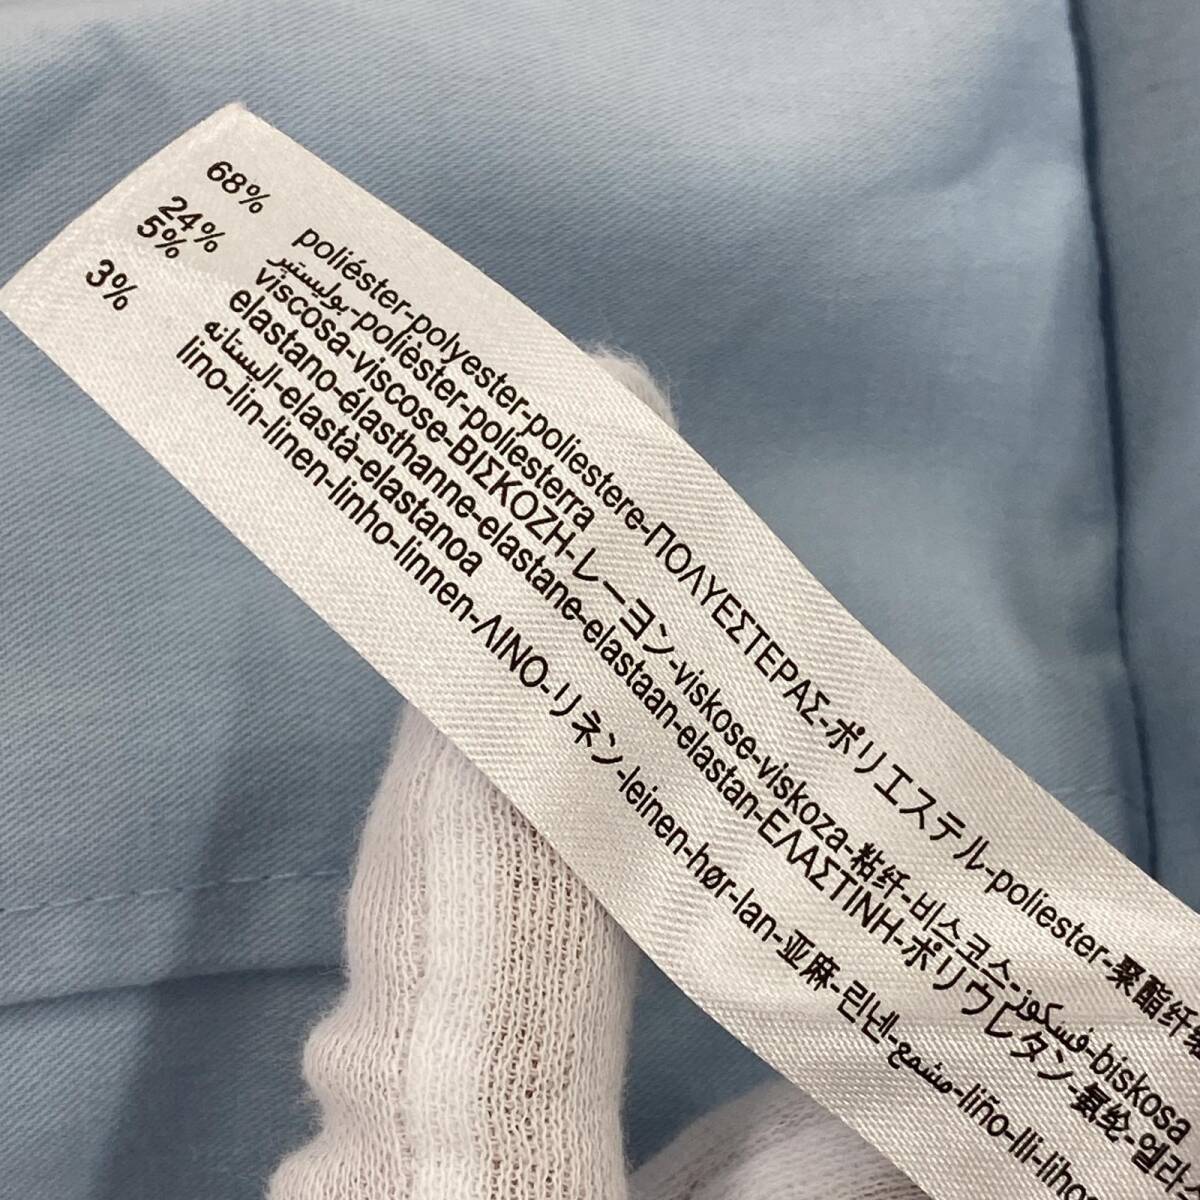 68% poliéster-polyester-poliestere-ΠΟΛΥΕΣΤΕΡΑΣ-ポリエステル-poliester-聚酯纤
بوليستير-polièster-poliesterra
24% viscosa-viscose-ΒΙΣΚΟΖΗ-レーヨン-viskose-viskoza-粘纤-비스코스-فسكوز-biskosa
5% elastano-élasthanne-elastane-elastaan-elastan-ΕΛΑΣΤΙΝΗ-ポリウレタン-氨纶-엘라
اليستانه-elastà-elastanoa
3% lino-lin-linen-linho-linnen-ΛΙΝΟ-リネン-leinen-hør-lan-亚麻-린넨-مشمع-liño-lli-liho